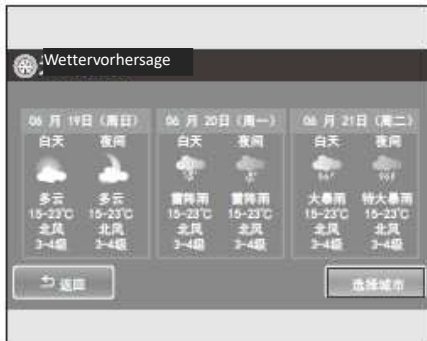 Wettervorhersage
06 月 19日（周日） 06 月 20日（周一） 06 月 21日（周二）
白天 夜间 白天 夜间 白天 夜间
多云 多云 雷阵雨 雷阵雨 大暴雨 特大暴雨
15-23℃ 15-23℃ 15-23℃ 15-23℃ 15-23℃ 15-23℃
北风 北风 北风 北风 北风 北风
3-4级 3-4级 3-4级 3-4级 3-4级 3-4级
返回 选择城市